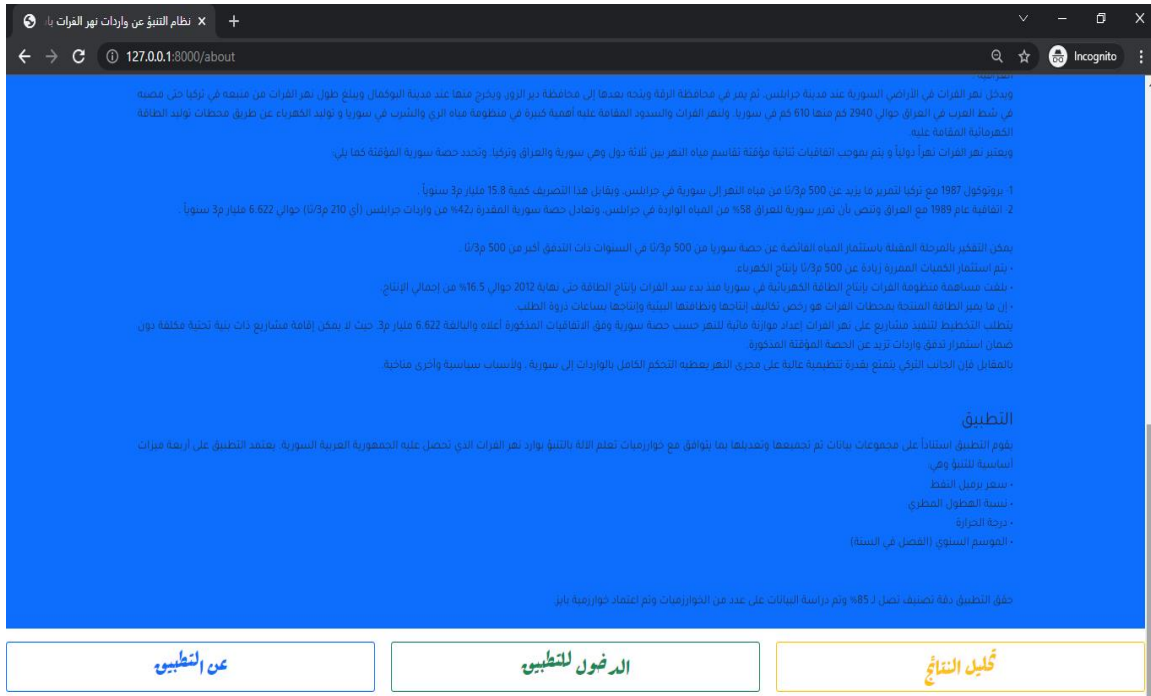 نظام التنبؤ عن واردات نهر الفرات با
127.0.0.1:8000/about
Incognito
ويدخل نهر الفرات في الأراضي السورية عند مدينة جرابلس، ثم يمر في محافظة الرقة ويتجه بعدها إلى محافظة دير الزور ويخرج منها عند مدينة البوكمال ويبلغ طول نهر الفرات من منبعه في تركيا حتى مصبه
في شط العرب في العراق حوالي 2940 كم منها 610 كم في سوريا. ولنهر الفرات والسدود المقامة عليه أهمية كبيرة في منظومة مياه الري والشرب في سوريا و توليد الكهرباء عن طريق محطات توليد الطاقة
الكهرمائية المقامة عليه.
ويعتبر نهر الفرات نهراً دولياً و يتم بموجب اتفاقيات ثنائية مؤقتة تقاسم مياه النهر بين ثلاثة دول وهي سورية والعراق وتركيا. وتحدد حصة سورية المؤقتة كما يلي:
1- بروتوكول 1987 مع تركيا لتمرير ما يزيد عن 500 م3/ثا من مياه النهر إلى سورية في جرابلس، ويقابل هذا التصريف كمية 15.8 مليار م3 سنوياً .
2. اتفاقية عام 1989 مع العراق وتنص بأن تمرر سورية للعراق 58% من المياه الواردة في جرابلس، وتعادل حصة سورية المقدرة بـ42% من واردات جرابلس (أي 210 م3/ثا) حوالي 6.622 مليار م3 سنوياً .
يمكن التفكير بالمرحلة المقبلة باستثمار المياه الفائضة عن حصة سوريا من 500 م3/ثا في السنوات ذات التدفق أكبر من 500 م3/ثا .
• يتم استثمار الكميات الممررة زيادة عن 500 م3/ثا بإنتاج الكهرباء.
• بلغت مساهمة منظومة الفرات بإنتاج الطاقة الكهربائية في سوريا منذ بدء سد الفرات بإنتاج الطاقة حتى نهاية 2012 حوالي 16.5% من إجمالي الإنتاج.
• إن ما يميز الطاقة المنتجة بمحطات الفرات هو رخص تكاليف إنتاجها ونظافتها البيئية وإنتاجها بساعات ذروة الطلب.
يتطلب التخطيط لتنفيذ مشاريع على نهر الفرات إعداد موازنة مائية للنهر حسب حصة سورية وفق الاتفاقيات المذكورة أعلاه والبالغة 6.622 مليار م3. حيث لا يمكن إقامة مشاريع ذات بنية تحتية مكلفة دون
ضمان استمرار تدفق واردات تزيد عن الحصة المؤقتة المذكورة.
بالمقابل فإن الجانب التركي يتمتع بقدرة تنظيمية عالية على مجرى النهر يعطيه التحكم الكامل بالواردات إلى سورية . ولأسباب سياسية وأخرى مناخية.
التطبيق
يقوم التطبيق استناداً على مجموعات بيانات تم تجميعها وتعديلها بما يتوافق مع خوارزميات تعلم الالة بالتنبؤ بوارد نهر الفرات الذي تحصل عليه الجمهورية العربية السورية. يعتمد التطبيق على أربعة ميزات
أساسية للتنبؤ وهي:
• سعر برميل النفط
• نسبة الهطول المطري
• درجة الحرارة
• الموسم السنوي (الفصل في السنة)
حقق التطبيق دقة تصنيف تصل لـ 85% وتم دراسة البيانات على عدد من الخوارزميات وتم اعتماد خوارزمية بايز.
تحليل النتائج
الدخول للتطبيق
عن التطبيق